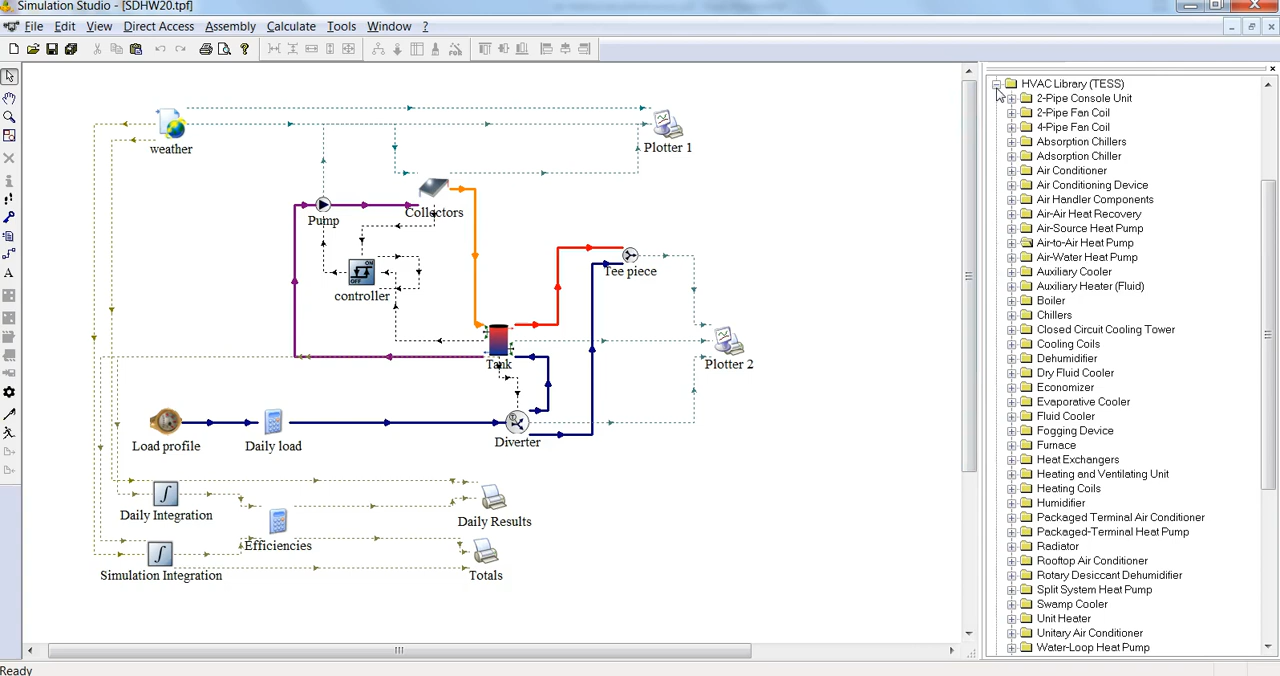 Simulation Studio - [SDHW20.tpf]
File Edit View Direct Access Assembly Calculate Tools Window ?
weather
Plotter 1
Collectors
Pump
controller
Tee piece
Tank
Plotter 2
Load profile
Daily load
Diverter
Daily Integration
Daily Results
Efficiencies
Simulation Integration
Totals
HVAC Library (TESS)
2-Pipe Console Unit
2-Pipe Fan Coil
4-Pipe Fan Coil
Absorption Chillers
Adsorption Chiller
Air Conditioner
Air Conditioning Device
Air Handler Components
Air-Air Heat Recovery
Air-Source Heat Pump
Air-to-Air Heat Pump
Air-Water Heat Pump
Auxiliary Cooler
Auxiliary Heater (Fluid)
Boiler
Chillers
Closed Circuit Cooling Tower
Cooling Coils
Dehumidifier
Dry Fluid Cooler
Economizer
Evaporative Cooler
Fluid Cooler
Fogging Device
Furnace
Heat Exchangers
Heating and Ventilating Unit
Heating Coils
Humidifier
Packaged Terminal Air Conditioner
Packaged-Terminal Heat Pump
Radiator
Rooftop Air Conditioner
Rotary Desiccant Dehumidifier
Split System Heat Pump
Swamp Cooler
Unit Heater
Unitary Air Conditioner
Water-Loop Heat Pump
Ready